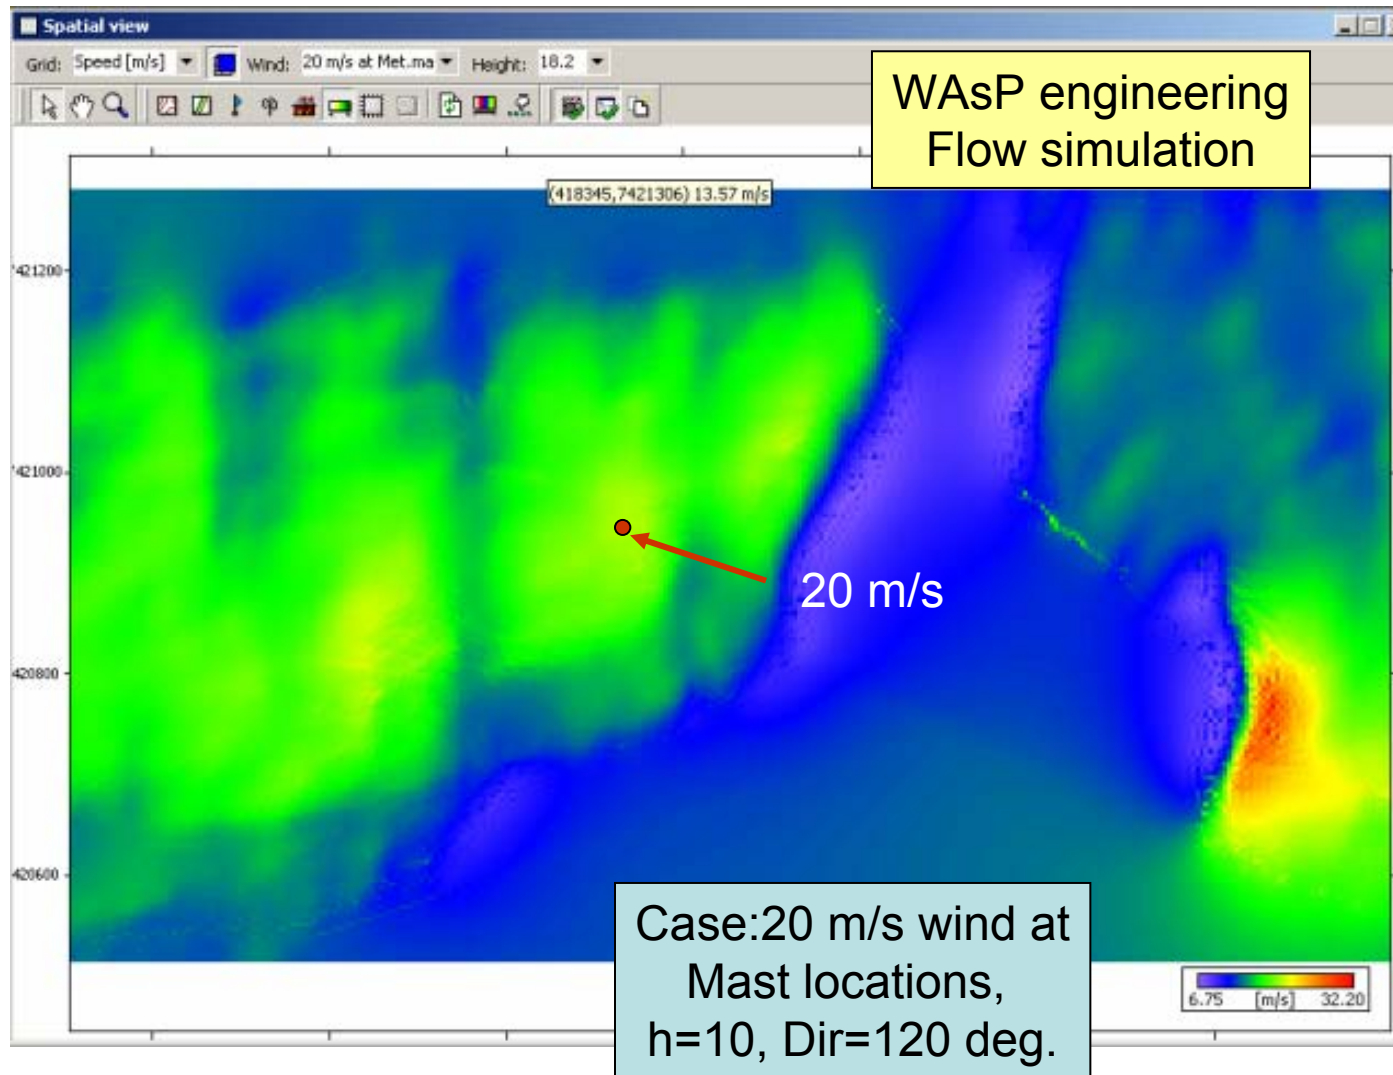 Spatial view
Grid: Speed [m/s] Wind: 20 m/s at Met.ma Height: 18.2
WAsP engineering
Flow simulation
(418345,7421306) 13.57 m/s
'421200
'421000
20 m/s
420800
420600
Case:20 m/s wind at
Mast locations,
h=10, Dir=120 deg.
6.75 [m/s] 32.20